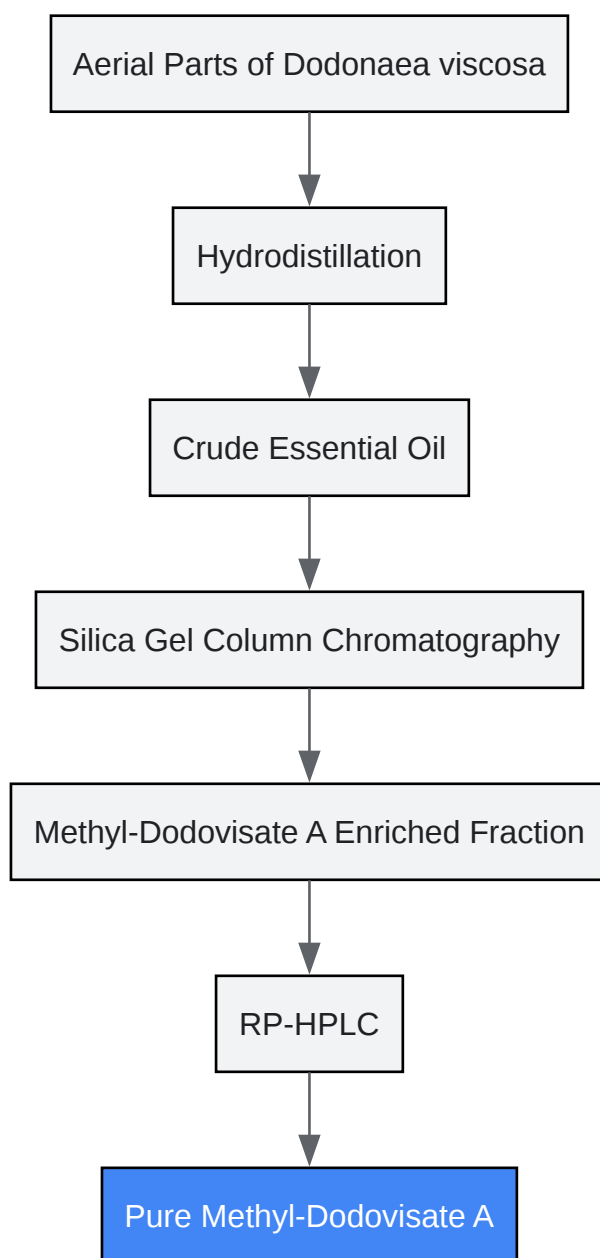 Aerial Parts of Dodonaea viscosa
Hydrodistillation
Crude Essential Oil
Silica Gel Column Chromatography
Methyl-Dodovisate A Enriched Fraction
RP-HPLC
Pure Methyl-Dodovisate A